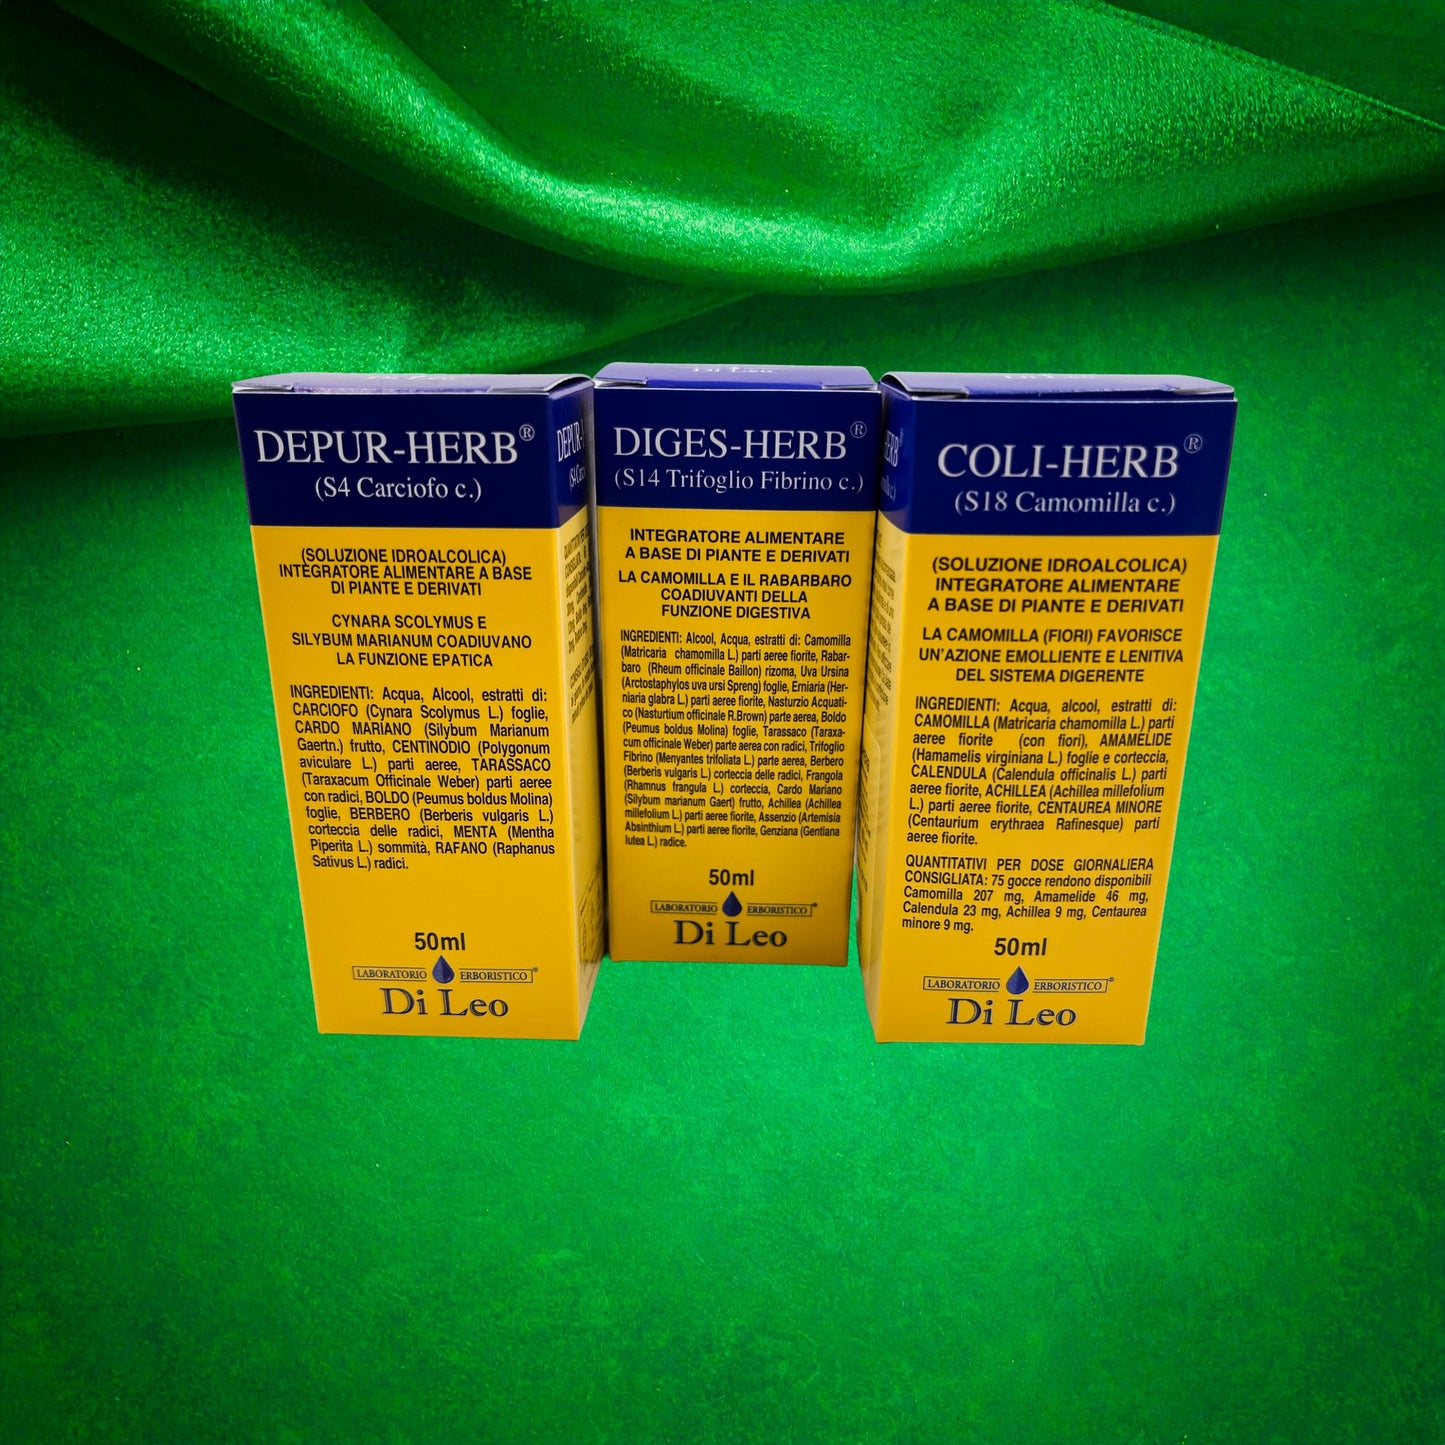 Di Leo
DEPUR-HERB®
(S4 Carciofo c.)
(SOLUZIONE IDROALCOLICA)
INTEGRATORE ALIMENTARE A BASE
DI PIANTE E DERIVATI
CYNARA SCOLYMUS E
SILYBUM MARIANUM COADIUVANO
LA FUNZIONE EPATICA
INGREDIENTI: Acqua, Alcool, estratti di:
CARCIOFO (Cynara Scolymus L.) foglie,
CARDO MARIANO (Silybum Marianum
Gaertn.) frutto, CENTINODIO (Polygonum
aviculare L.) parti aeree, TARASSACO
(Taraxacum Officinale Weber) parti aeree
con radici, BOLDO (Peumus boldus Molina)
foglie, BERBERO (Berberis vulgaris L.)
corteccia delle radici, MENTA (Mentha
Piperita L.) sommità, RAFANO (Raphanus
Sativus L.) radici.
50ml
LABORATORIO ERBORISTICO®
Di Leo
Di Leo
DIGES-HERB®
(S14 Trifoglio Fibrino c.)
INTEGRATORE ALIMENTARE
A BASE DI PIANTE E DERIVATI
LA CAMOMILLA E IL RABARBARO
COADIUVANTI DELLA
FUNZIONE DIGESTIVA
INGREDIENTI: Alcool, Acqua, estratti di: Camomilla
(Matricaria chamomilla L.) parti aeree fiorite, Rabar-
baro (Rheum officinale Baillon) rizoma, Uva Ursina
(Arctostaphylos uva ursi Spreng) foglie, Erniaria (Her-
niaria glabra L.) parti aeree fiorite, Nasturzio Acquati-
co (Nasturtium officinale R.Brown) parte aerea, Boldo
(Peumus boldus Molina) foglie, Tarassaco (Taraxa-
cum officinale Weber) parte aerea con radici, Trifoglio
Fibrino (Menyantes trifoliata L.) parte aerea, Berbero
(Berberis vulgaris L.) corteccia delle radici, Frangola
(Rhamnus frangula L.) corteccia, Cardo Mariano
(Silybum marianum Gaert) frutto, Achillea (Achillea
millefolium L.) parti aeree fiorite, Assenzio (Artemisia
Absinthium L.) parti aeree fiorite, Genziana (Gentiana
lutea L.) radice.
50ml
LABORATORIO ERBORISTICO®
Di Leo
COLI-HERB®
(S18 Camomilla c.)
(SOLUZIONE IDROALCOLICA)
INTEGRATORE ALIMENTARE
A BASE DI PIANTE E DERIVATI
LA CAMOMILLA (FIORI) FAVORISCE
UN'AZIONE EMOLLIENTE E LENITIVA
DEL SISTEMA DIGERENTE
INGREDIENTI: Acqua, alcool, estratti di:
CAMOMILLA (Matricaria chamomilla L.) parti
aeree fiorite (con fiori), AMAMELIDE
(Hamamelis virginiana L.) foglie e corteccia,
CALENDULA (Calendula officinalis L.) parti
aeree fiorite, ACHILLEA (Achillea millefolium
L.) parti aeree fiorite, CENTAUREA MINORE
(Centaurium erythraea Rafinesque) parti
aeree fiorite.
QUANTITATIVI PER DOSE GIORNALIERA
CONSIGLIATA: 75 gocce rendono disponibili
Camomilla 207 mg, Amamelide 46 mg,
Calendula 23 mg, Achillea 9 mg, Centaurea
minore 9 mg.
50ml
LABORATORIO ERBORISTICO®
Di Leo